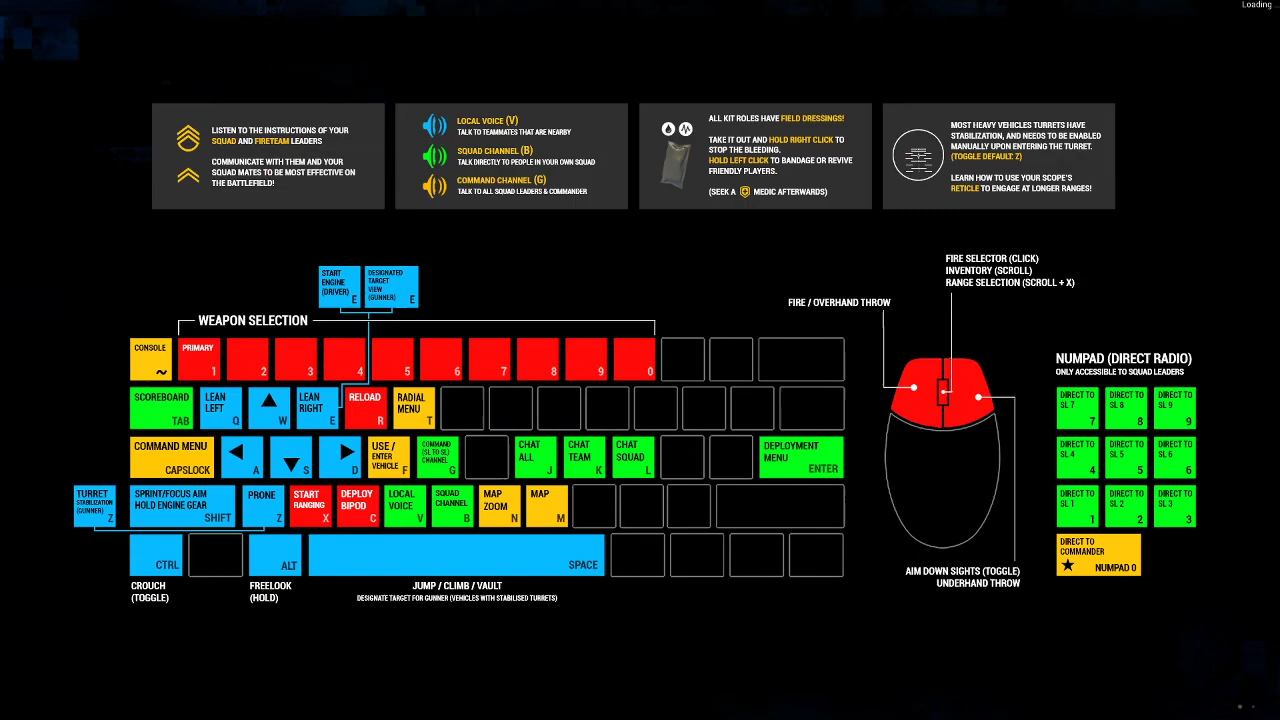 Loading
LISTEN TO THE INSTRUCTIONS OF YOUR
SQUAD AND FIRETEAM LEADERS
COMMUNICATE WITH THEM AND YOUR
SQUAD MATES TO BE MOST EFFECTIVE ON
THE BATTLEFIELD!
LOCAL VOICE (V)
TALK TO TEAMMATES THAT ARE NEARBY
SQUAD CHANNEL (B)
TALK DIRECTLY TO PEOPLE IN YOUR OWN SQUAD
COMMAND CHANNEL (G)
TALK TO ALL SQUAD LEADERS & COMMANDER
ALL KIT ROLES HAVE FIELD DRESSINGS!
TAKE IT OUT AND HOLD RIGHT CLICK TO
STOP THE BLEEDING.
HOLD LEFT CLICK TO BANDAGE OR REVIVE
FRIENDLY PLAYERS.
(SEEK A MEDIC AFTERWARDS)
MOST HEAVY VEHICLES TURRETS HAVE
STABILIZATION, AND NEEDS TO BE ENABLED
MANUALLY UPON ENTERING THE TURRET.
(TOGGLE DEFAULT: Z)
LEARN HOW TO USE YOUR SCOPE'S
RETICLE TO ENGAGE AT LONGER RANGES!
START
ENGINE
(DRIVER)
E
DESIGNATED
TARGET
VIEW
(GUNNER)
E
WEAPON SELECTION
CONSOLE
~
PRIMARY
1
2
3
4
5
6
7
8
9
0
SCOREBOARD
TAB
LEAN
LEFT
Q
W
LEAN
RIGHT
E
RELOAD
R
RADIAL
MENU
T
COMMAND MENU
CAPSLOCK
A
S
D
USE /
ENTER
VEHICLE
F
COMMAND
(SL TO SL)
CHANNEL
G
CHAT
ALL
J
CHAT
TEAM
K
CHAT
SQUAD
L
DEPLOYMENT
MENU
ENTER
TURRET
STABILIZATION
(GUNNER)
Z
SPRINT/FOCUS AIM
HOLD ENGINE GEAR
SHIFT
PRONE
Z
START
RANGING
X
DEPLOY
BIPOD
C
LOCAL
VOICE
V
SQUAD
CHANNEL
B
MAP
ZOOM
N
MAP
M
CTRL
ALT
SPACE
CROUCH
(TOGGLE)
FREELOOK
(HOLD)
JUMP / CLIMB / VAULT
DESIGNATE TARGET FOR GUNNER (VEHICLES WITH STABILISED TURRETS)
FIRE SELECTOR (CLICK)
INVENTORY (SCROLL)
RANGE SELECTION (SCROLL + X)
FIRE / OVERHAND THROW
AIM DOWN SIGHTS (TOGGLE)
UNDERHAND THROW
NUMPAD (DIRECT RADIO)
ONLY ACCESSIBLE TO SQUAD LEADERS
DIRECT TO
SL 7
7
DIRECT TO
SL 8
8
DIRECT TO
SL 9
9
DIRECT TO
SL 4
4
DIRECT TO
SL 5
5
DIRECT TO
SL 6
6
DIRECT TO
SL 1
1
DIRECT TO
SL 2
2
DIRECT TO
SL 3
3
DIRECT TO
COMMANDER
NUMPAD 0